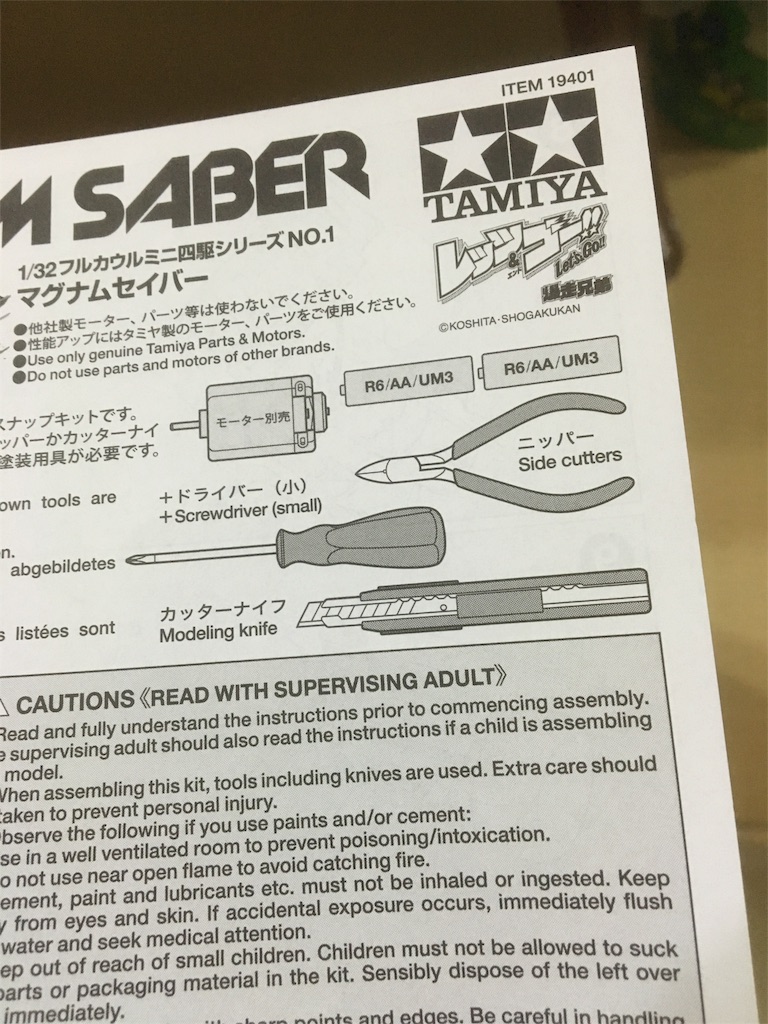 ITEM 19401
M SABER
TAMIYA
1/32フルカウルミニ四駆シリーズNO.1
マグナムセイバー
レッツ&ゴー!!
エンド
Let's & Go!!
爆走兄弟
©KOSHITA・SHOGAKUKAN
●他社製モーター、パーツ等は使わないでください。
●性能アップにはタミヤ製のモーター、パーツをご使用ください。
●Use only genuine Tamiya Parts & Motors.
●Do not use parts and motors of other brands.
R6/AA/UM3
R6/AA/UM3
スナップキットです。
ッパーかカッターナイ
塗装用具が必要です。
モーター別売
ニッパー
Side cutters
own tools are
+ドライバー（小）
+Screwdriver (small)
n.
abgebildetes
カッターナイフ
Modeling knife
s listées sont
CAUTIONS《READ WITH SUPERVISING ADULT》
Read and fully understand the instructions prior to commencing assembly.
e supervising adult should also read the instructions if a child is assembling
model.
When assembling this kit, tools including knives are used. Extra care should
taken to prevent personal injury.
bserve the following if you use paints and/or cement:
se in a well ventilated room to prevent poisoning/intoxication.
o not use near open flame to avoid catching fire.
ement, paint and lubricants etc. must not be inhaled or ingested. Keep
y from eyes and skin. If accidental exposure occurs, immediately flush
water and seek medical attention.
ep out of reach of small children. Children must not be allowed to suck
parts or packaging material in the kit. Sensibly dispose of the left over
immediately.
with sharp points and edges. Be careful in handling